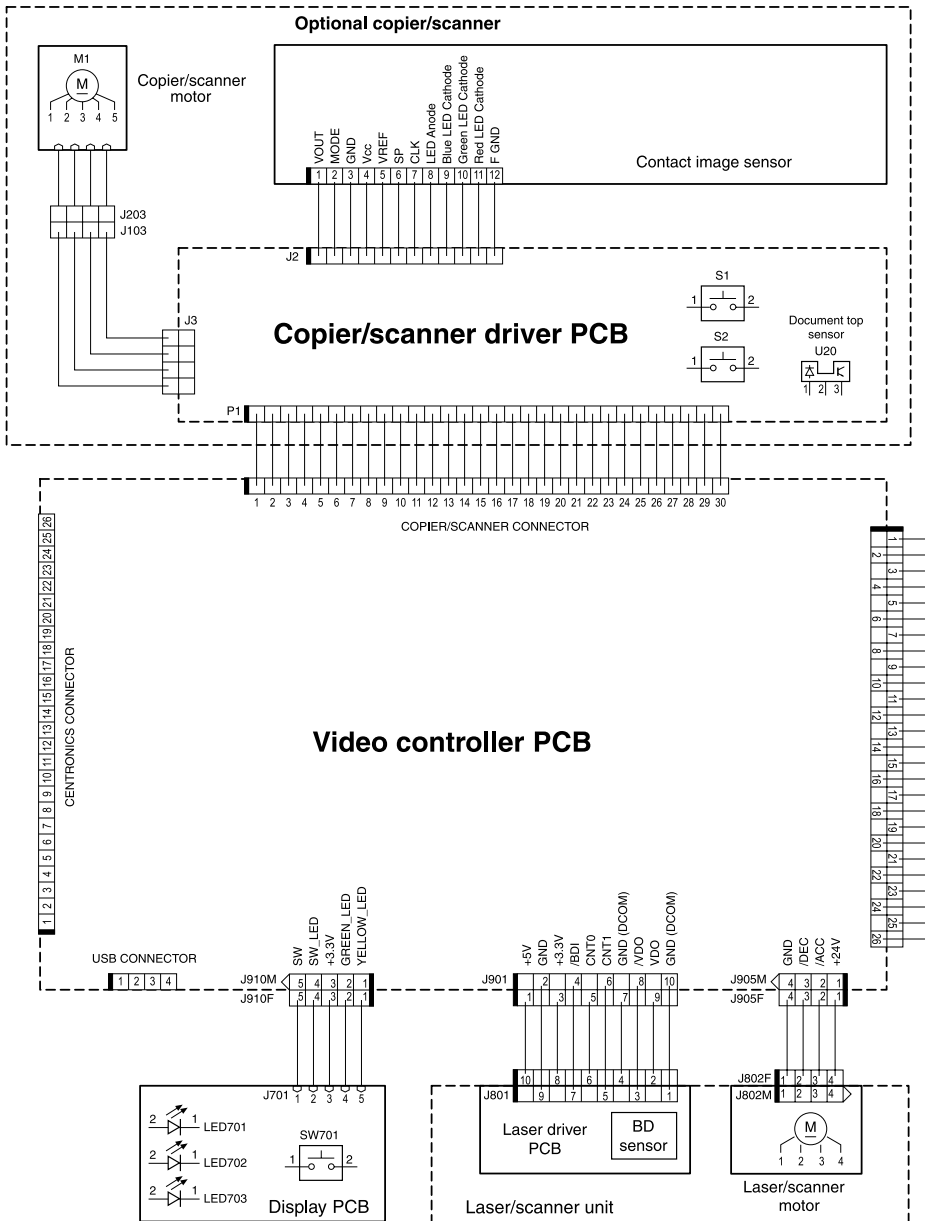 Optional copier/scanner
M1
M
1 2 3 4 5
Copier/scanner
motor
VOUT
MODE
GND
Vcc
VREF
SP
CLK
LED Anode
Blue LED Cathode
Green LED Cathode
Red LED Cathode
F GND
1 2 3 4 5 6 7 8 9 10 11 12
Contact image sensor
J203
J103
J2
J3
Copier/scanner driver PCB
S1
1 2
S2
1 2
Document top
sensor
U20
1 2 3
P1
1 2 3 4 5 6 7 8 9 10 11 12 13 14 15 16 17 18 19 20 21 22 23 24 25 26 27 28 29 30
COPIER/SCANNER CONNECTOR
1 2 3 4 5 6 7 8 9 10 11 12 13 14 15 16 17 18 19 20 21 22 23 24 25 26
CENTRONICS CONNECTOR
Video controller PCB
1 2 3 4 5 6 7 8 9 10 11 12 13 14 15 16 17 18 19 20 21 22 23 24 25 26
USB CONNECTOR
1 2 3 4
SW
SW_LED
+3.3V
GREEN_LED
YELLOW_LED
J910M
5 4 3 2 1
J910F
5 4 3 2 1
+5V
GND
+3.3V
/BDI
CNT0
CNT1
GND (DCOM)
/VDO
VDO
GND (DCOM)
J901
2 4 6 8 10
1 3 5 7 9
GND
/DEC
/ACC
+24V
J905M
4 3 2 1
J905F
4 3 2 1
J701
1 2 3 4 5
2 1 LED701
2 1 LED702
2 1 LED703
SW701
1 2
Display PCB
J801
10 8 6 4 2
9 7 5 3 1
Laser driver
PCB
BD
sensor
Laser/scanner unit
J802F
1 2 3 4
J802M
1 2 3 4
M
1 2 3 4
Laser/scanner
motor